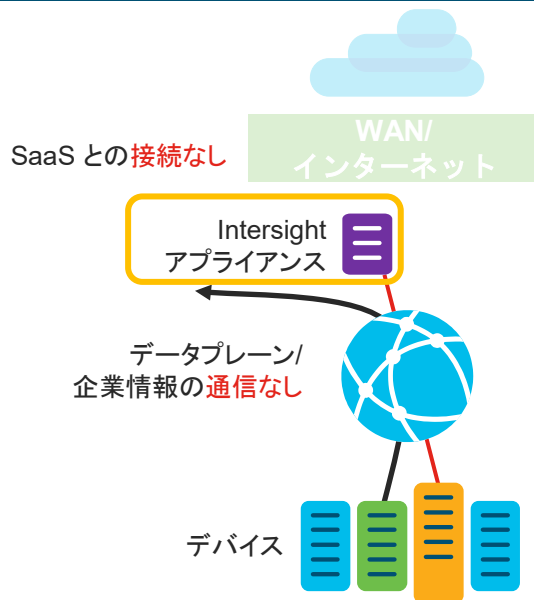 WAN/
インターネット
SaaS との接続なし
Intersight
アプライアンス
データプレーン/
企業情報の通信なし
デバイス